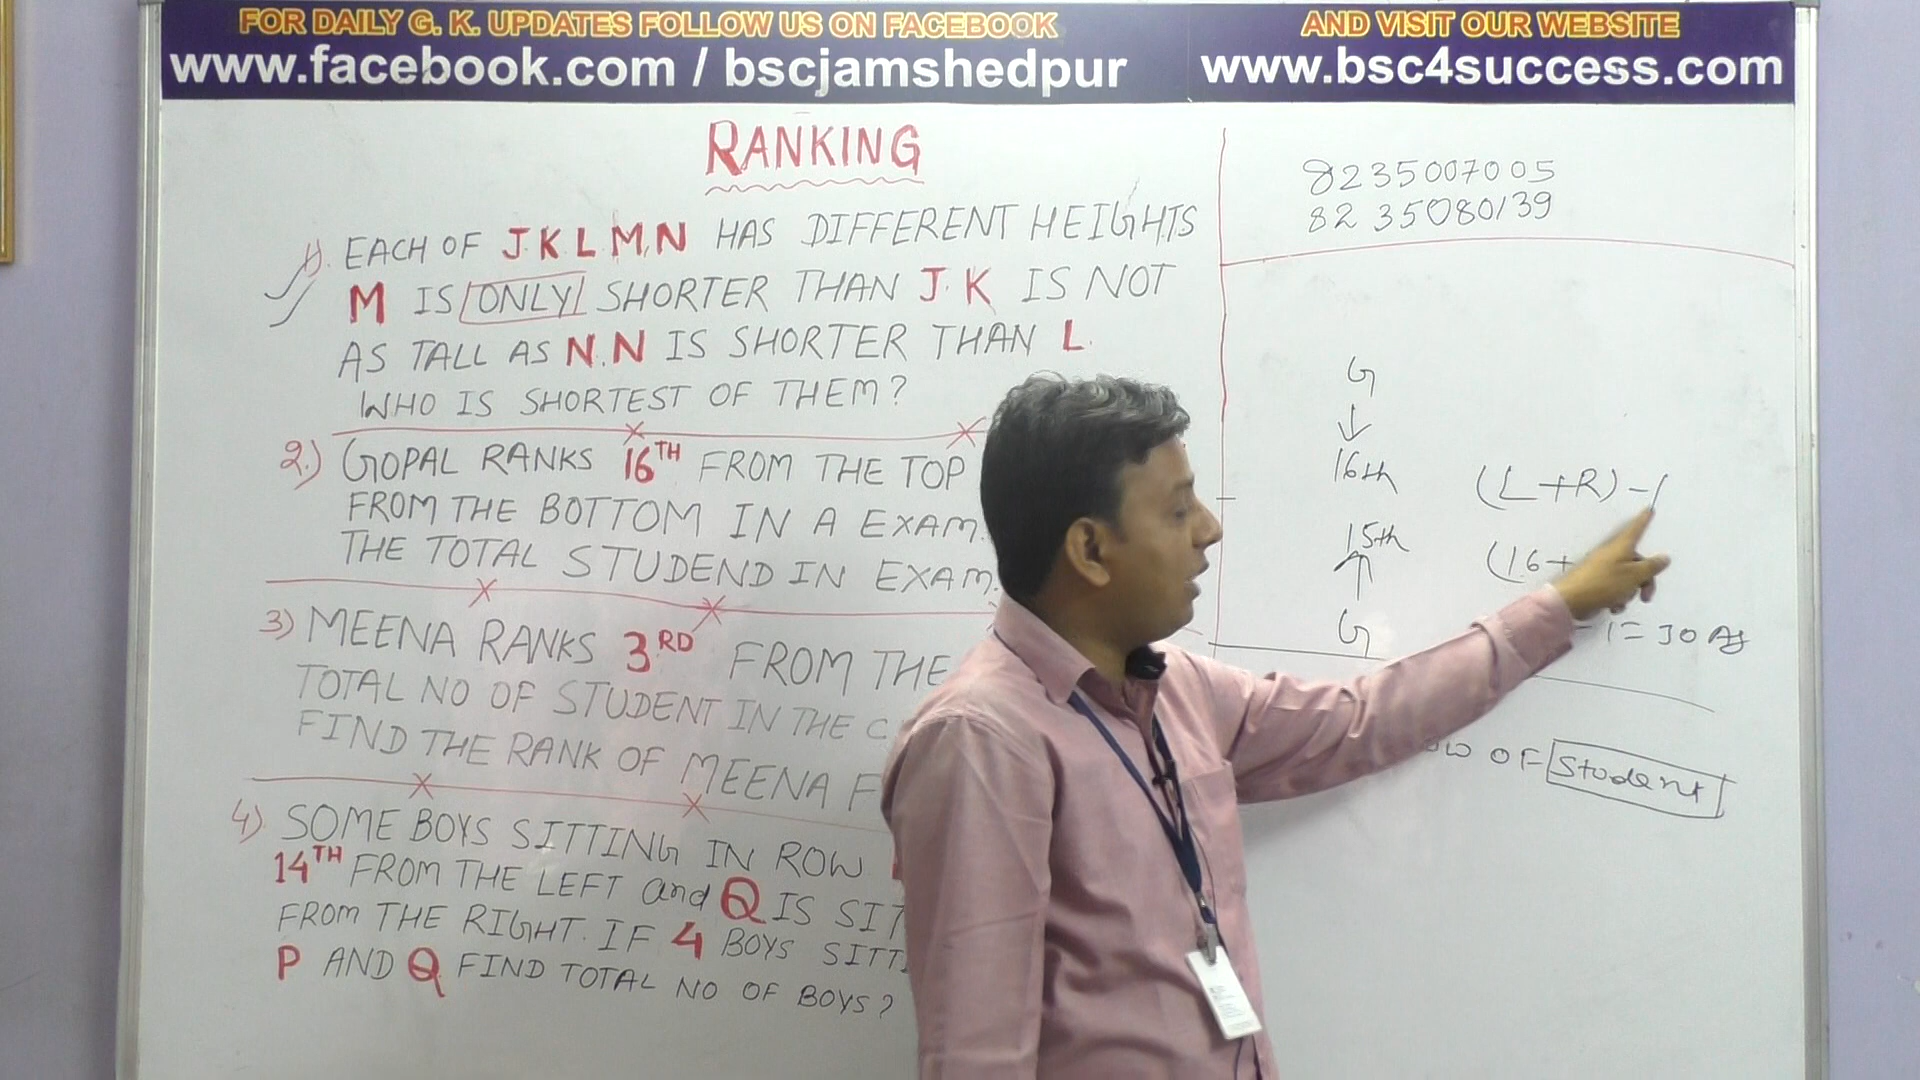 FOR DAILY G. K. UPDATES FOLLOW US ON FACEBOOK
www.facebook.com / bscjamshedpur
AND VISIT OUR WEBSITE
www.bsc4success.com
RANKING
1). EACH OF J.K.L.M,N HAS DIFFERENT HEIGHTS
M IS ONLY SHORTER THAN J. K IS NOT
AS TALL AS N. N IS SHORTER THAN L.
WHO IS SHORTEST OF THEM?
2.) GOPAL RANKS 16TH FROM THE TOP
FROM THE BOTTOM IN A EXAM.
THE TOTAL STUDEND IN EXAM.
3) MEENA RANKS 3RD FROM THE
TOTAL NO OF STUDENT IN THE C
FIND THE RANK OF MEENA F
4). SOME BOYS SITTING IN ROW
14TH FROM THE LEFT and Q IS SIT
FROM THE RIGHT. IF 4 BOYS SITTI
P AND Q FIND TOTAL NO OF BOYS?
8235007005
8235080139
G
16th
15th
G
(L+R)-1
(16+
-1=30
OF Student